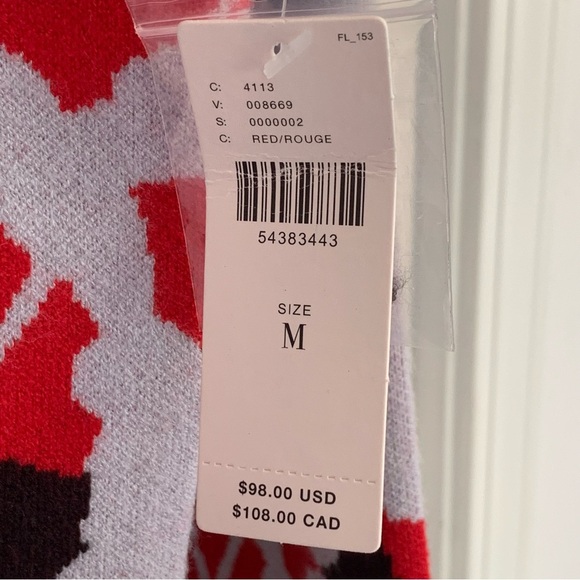 FL_153
C: 4113
V: 008669
S: 0000002
C: RED/ROUGE
54383443
SIZE
M
$98.00 USD
$108.00 CAD